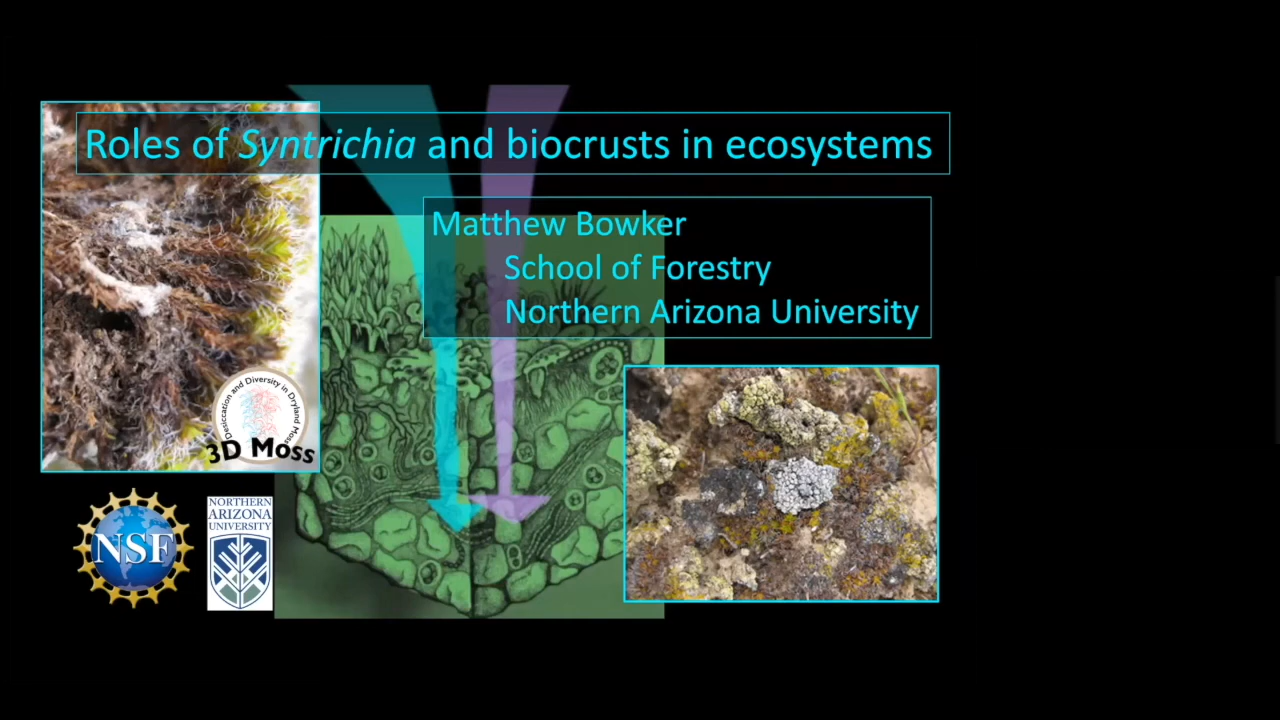 Roles of Syntrichia and biocrusts in ecosystems
Matthew Bowker
School of Forestry
Northern Arizona University
Desiccation and Diversity in Dryland Moss
3D Moss
NSF
NORTHERN
ARIZONA
UNIVERSITY